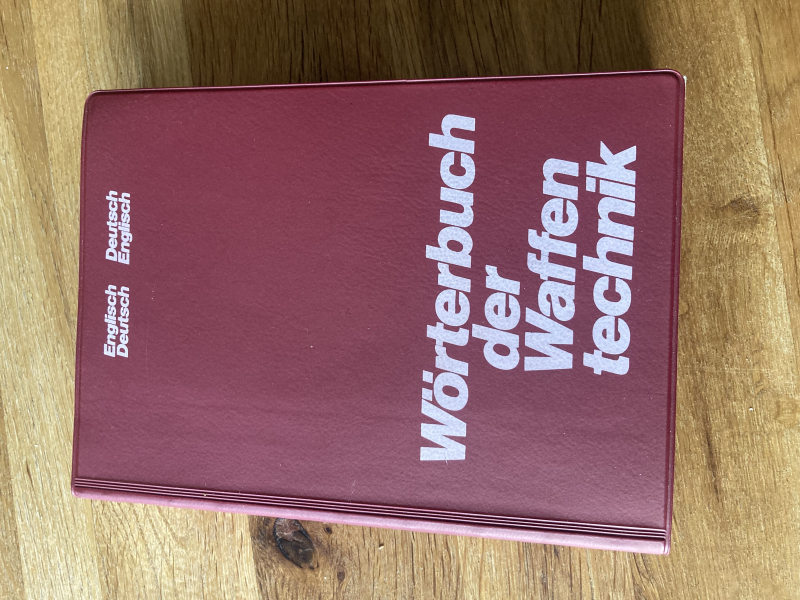 Englisch
Deutsch
Deutsch
Englisch
Wörterbuch
der
Waffen
technik